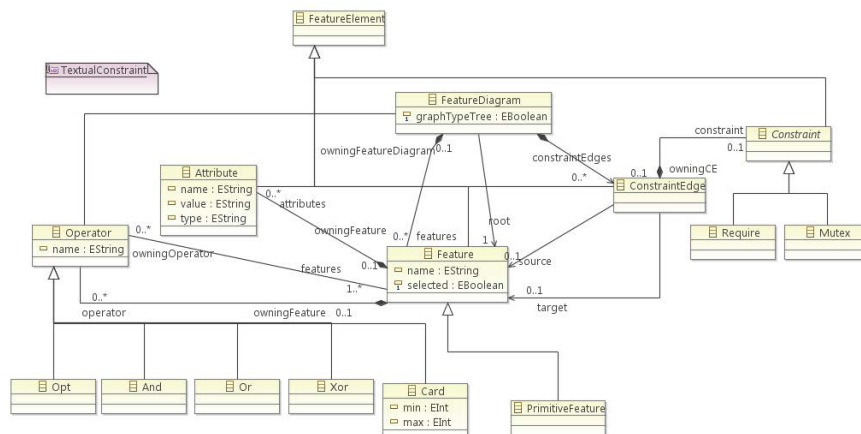 FeatureElement
TextualConstraint
FeatureDiagram
graphTypeTree : EBoolean
constraint
Constraint
0..1
owningFeatureDiagram
0..1
constraintEdges
0..1
owningCE
Attribute
name : EString
value : EString
type : EString
0..*
attributes
0..*
ConstraintEdge
Operator
name : EString
0..*
owningOperator
owningFeature
0..*
features
root
1
Require
Mutex
features
0..1
Feature
name : EString
selected : EBoolean
0..1
source
1..*
0..*
operator
owningFeature
0..1
0..1
target
Opt
And
Or
Xor
Card
min : EInt
max : EInt
PrimitiveFeature